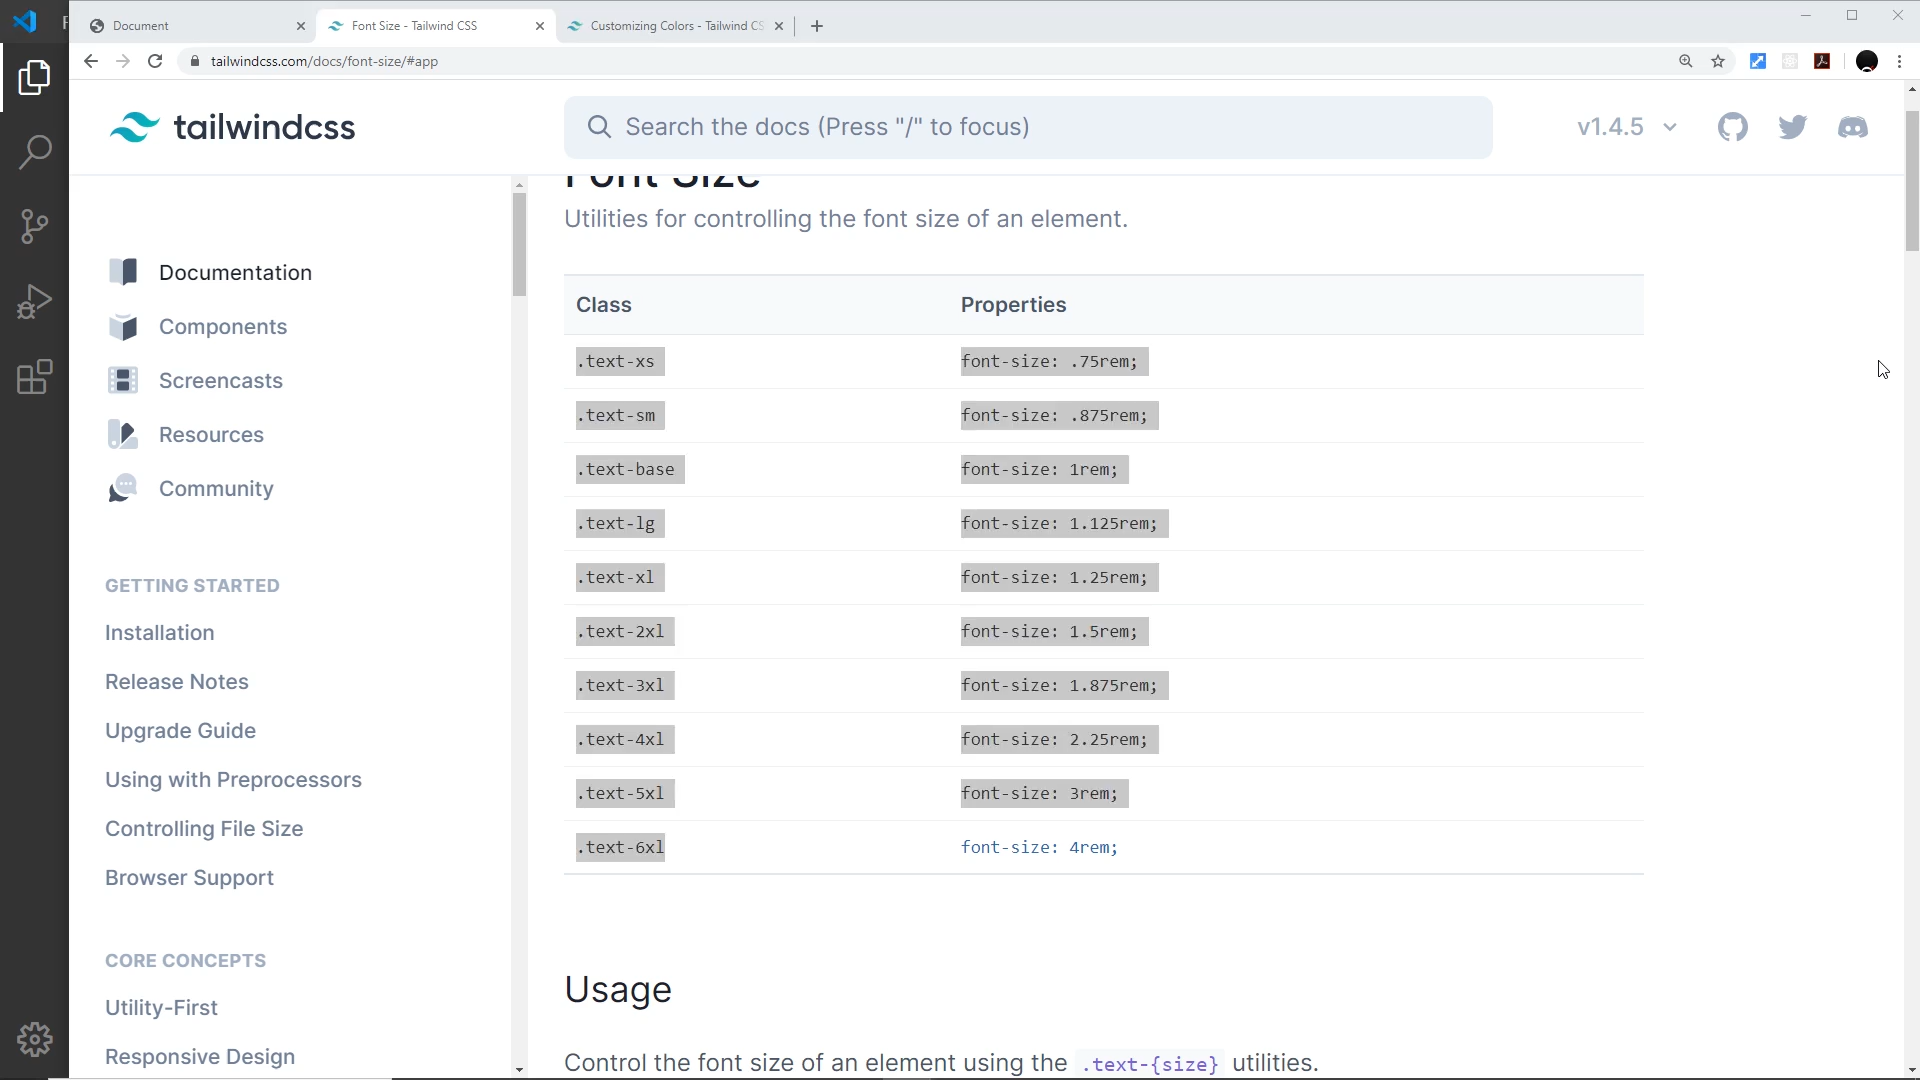 F
Document
Font Size - Tailwind CSS
Customizing Colors - Tailwind CS
tailwindcss.com/docs/font-size/#app
tailwindcss
Search the docs (Press "/" to focus)
v1.4.5
Documentation
Components
Screencasts
Resources
Community
GETTING STARTED
Installation
Release Notes
Upgrade Guide
Using with Preprocessors
Controlling File Size
Browser Support
CORE CONCEPTS
Utility-First
Responsive Design
Font Size
Utilities for controlling the font size of an element.
Class Properties
.text-xs font-size: .75rem;
.text-sm font-size: .875rem;
.text-base font-size: 1rem;
.text-lg font-size: 1.125rem;
.text-xl font-size: 1.25rem;
.text-2xl font-size: 1.5rem;
.text-3xl font-size: 1.875rem;
.text-4xl font-size: 2.25rem;
.text-5xl font-size: 3rem;
.text-6xl font-size: 4rem;
Usage
Control the font size of an element using the .text-{size} utilities.